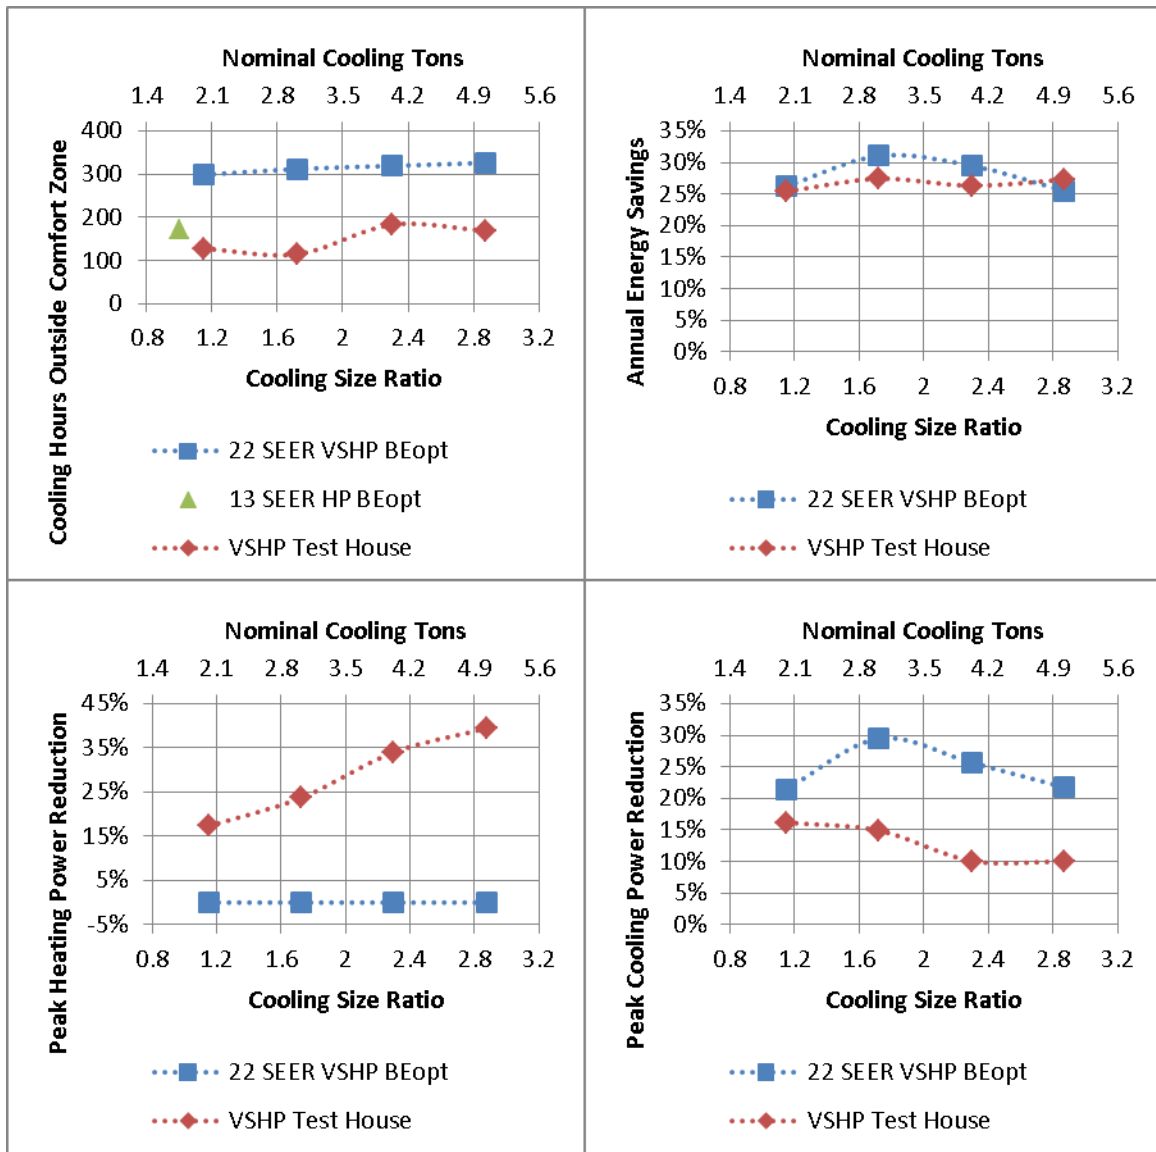 Nominal Cooling Tons
1.4 2.1 2.8 3.5 4.2 4.9 5.6
Cooling Hours Outside Comfort Zone
400
300
200
100
0
0.8 1.2 1.6 2 2.4 2.8 3.2
Cooling Size Ratio
22 SEER VSHP BEopt
13 SEER HP BEopt
VSHP Test House
Nominal Cooling Tons
1.4 2.1 2.8 3.5 4.2 4.9 5.6
Annual Energy Savings
35%
30%
25%
20%
15%
10%
5%
0%
0.8 1.2 1.6 2 2.4 2.8 3.2
Cooling Size Ratio
22 SEER VSHP BEopt
VSHP Test House
Nominal Cooling Tons
1.4 2.1 2.8 3.5 4.2 4.9 5.6
Peak Heating Power Reduction
45%
35%
25%
15%
5%
-5%
0.8 1.2 1.6 2 2.4 2.8 3.2
Cooling Size Ratio
22 SEER VSHP BEopt
VSHP Test House
Nominal Cooling Tons
1.4 2.1 2.8 3.5 4.2 4.9 5.6
Peak Cooling Power Reduction
35%
30%
25%
20%
15%
10%
5%
0%
0.8 1.2 1.6 2 2.4 2.8 3.2
Cooling Size Ratio
22 SEER VSHP BEopt
VSHP Test House